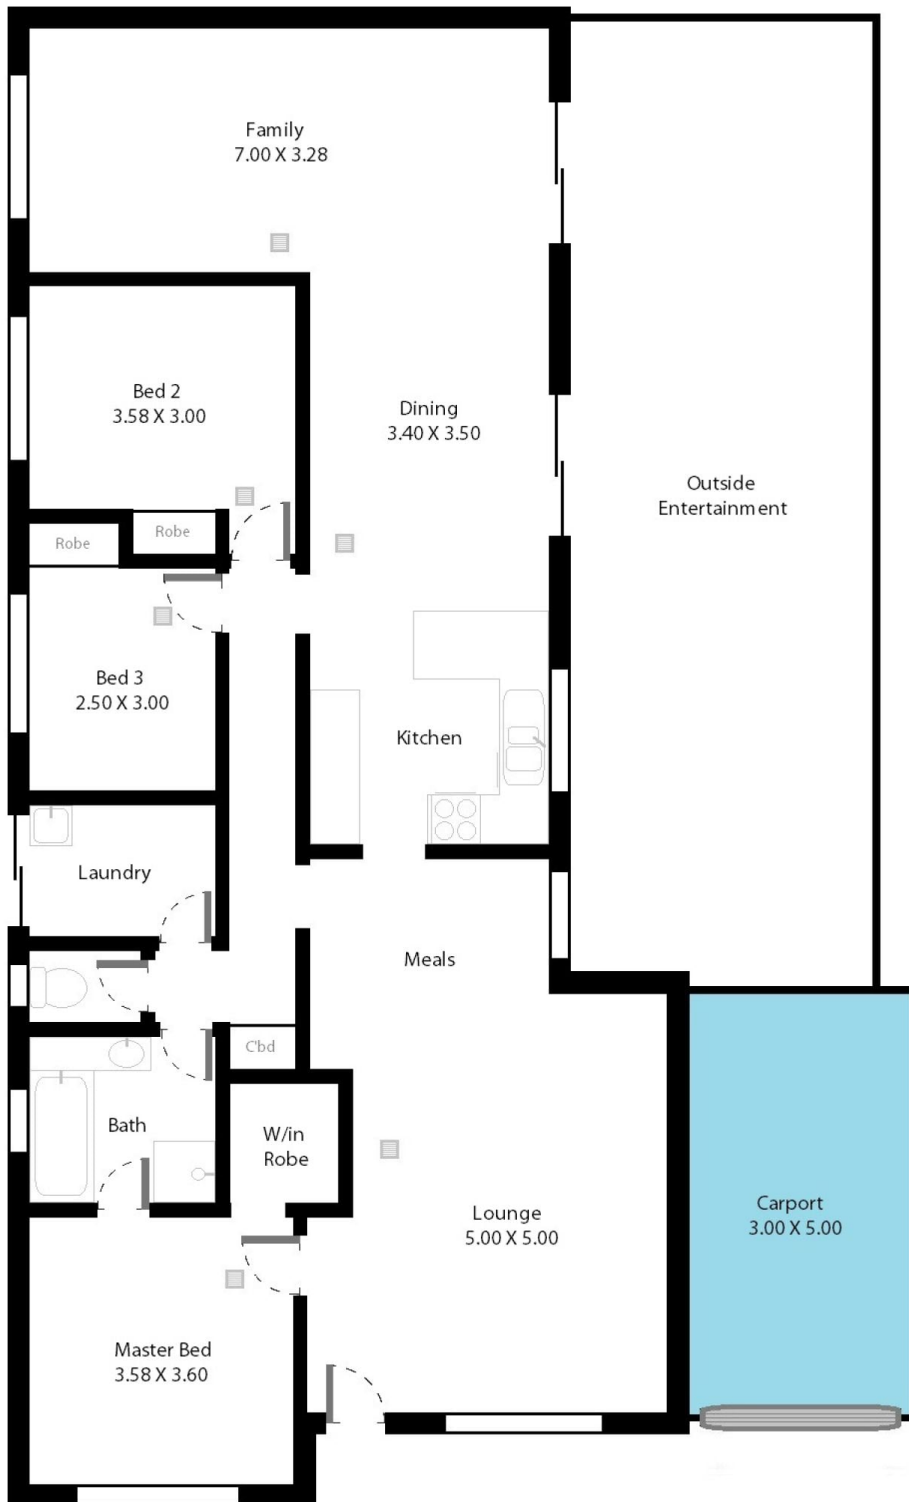 Family
7.00 X 3.28
Bed 2
3.58 X 3.00
Dining
3.40 X 3.50
Outside
Entertainment
Robe
Robe
Bed 3
2.50 X 3.00
Kitchen
Laundry
Meals
C'bd
Bath
W/in
Robe
Lounge
5.00 X 5.00
Carport
3.00 X 5.00
Master Bed
3.58 X 3.60